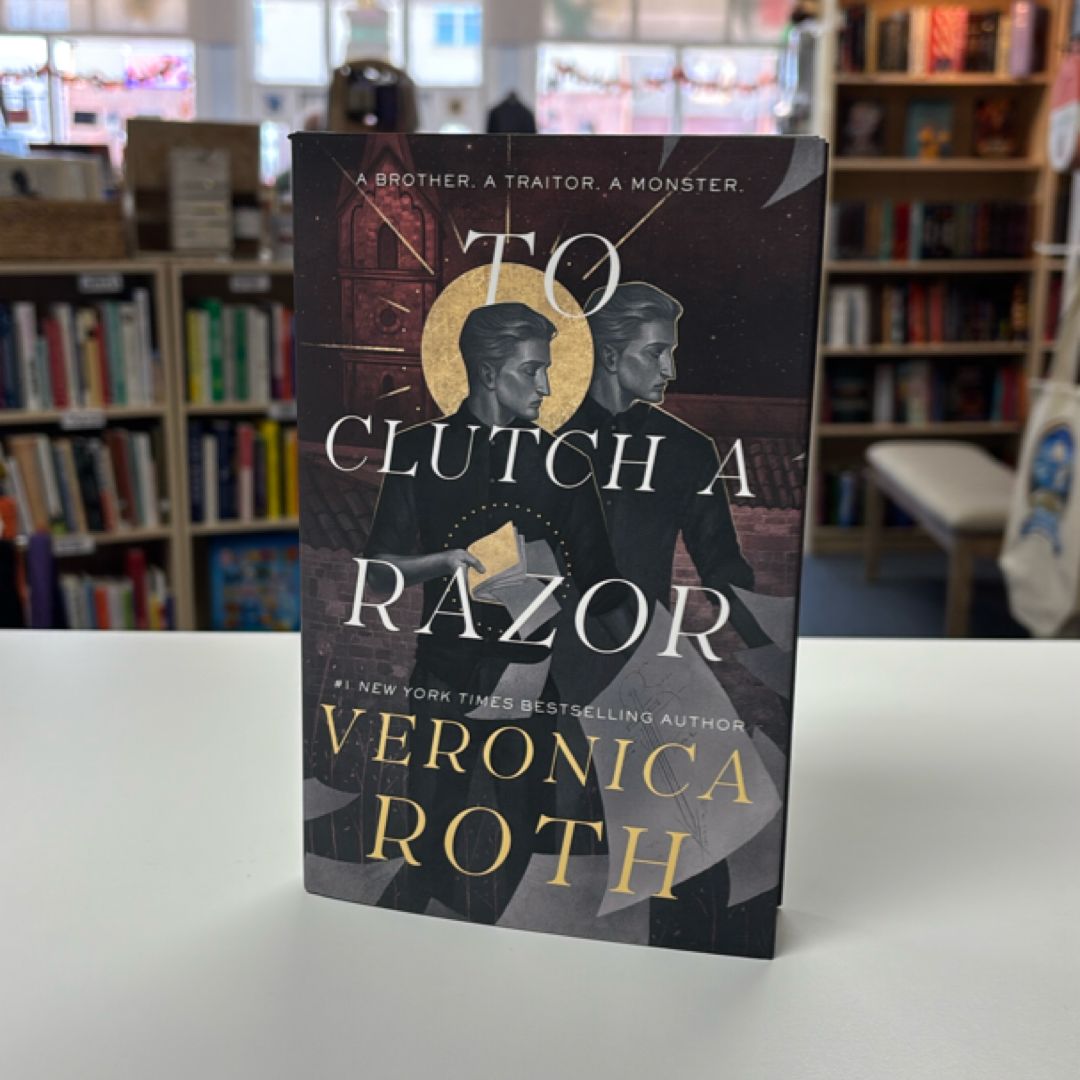 A BROTHER. A TRAITOR. A MONSTER.
TO
CLUTCH A
RAZOR
#1 NEW YORK TIMES BESTSELLING AUTHOR
VERONICA
ROTH